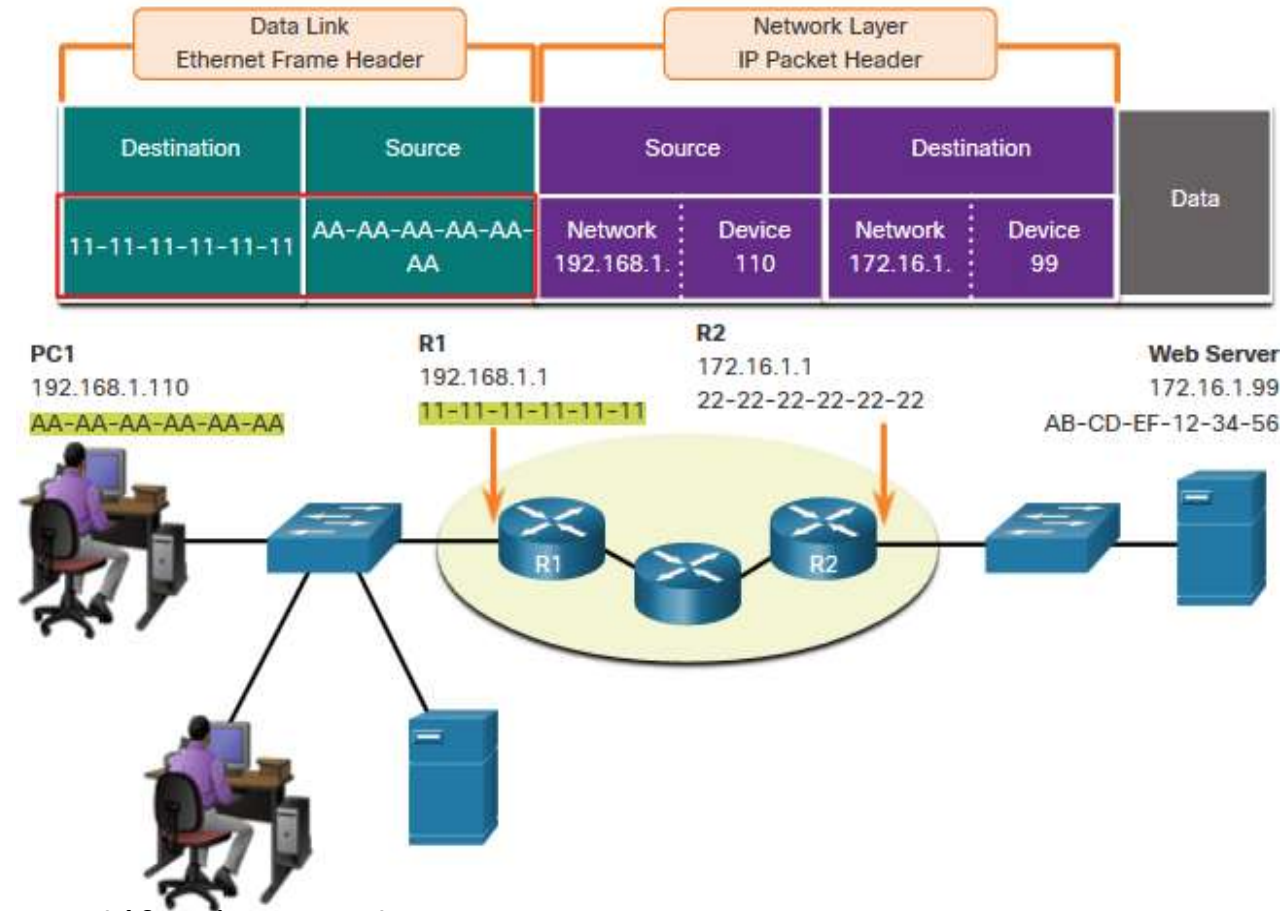 Data Link
Ethernet Frame Header
Network Layer
IP Packet Header
Destination
Source
Source
Destination
Data
11-11-11-11-11-11
AA-AA-AA-AA-AA-
AA
Network
192.168.1.
Device
110
Network
172.16.1.
Device
99
PC1
192.168.1.110
AA-AA-AA-AA-AA-AA
R1
192.168.1.1
11-11-11-11-11-11
R2
172.16.1.1
22-22-22-22-22-22
Web Server
172.16.1.99
AB-CD-EF-12-34-56
R1
R2